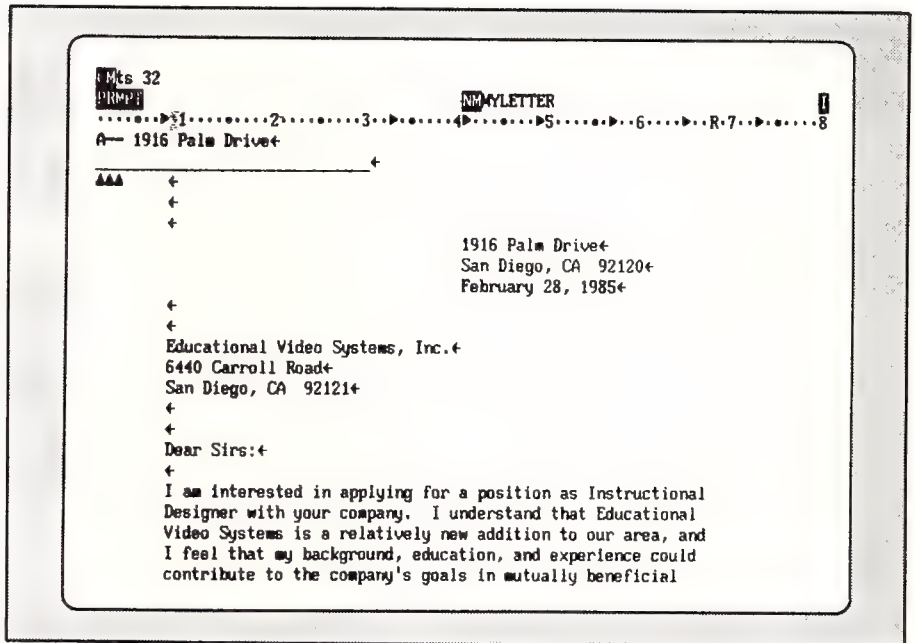 CMts 32
PRMPT NM MYLETTER I
·····•··►1····•····2····•····3··►·•····4►···•···►5····•··►·6····►··R·7··►·•····8
A— 1916 Palm Drive←
←
▲▲▲ ←
←
←
1916 Palm Drive←
San Diego, CA 92120←
February 28, 1985←
←
←
Educational Video Systems, Inc.←
6440 Carroll Road←
San Diego, CA 92121←
←
←
Dear Sirs:←
←
I am interested in applying for a position as Instructional
Designer with your company. I understand that Educational
Video Systems is a relatively new addition to our area, and
I feel that my background, education, and experience could
contribute to the company's goals in mutually beneficial